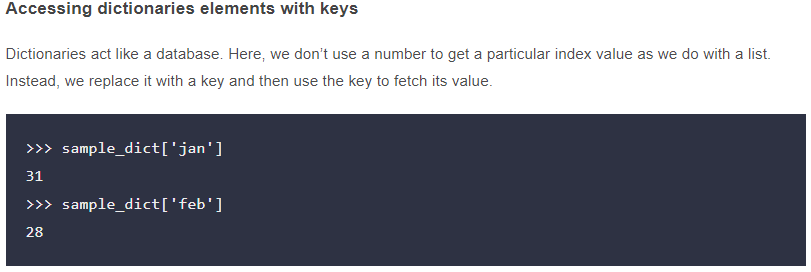 Accessing dictionaries elements with keys
Dictionaries act like a database. Here, we don’t use a number to get a particular index value as we do with a list.
Instead, we replace it with a key and then use the key to fetch its value.
>>> sample_dict['jan']
31
>>> sample_dict['feb']
28